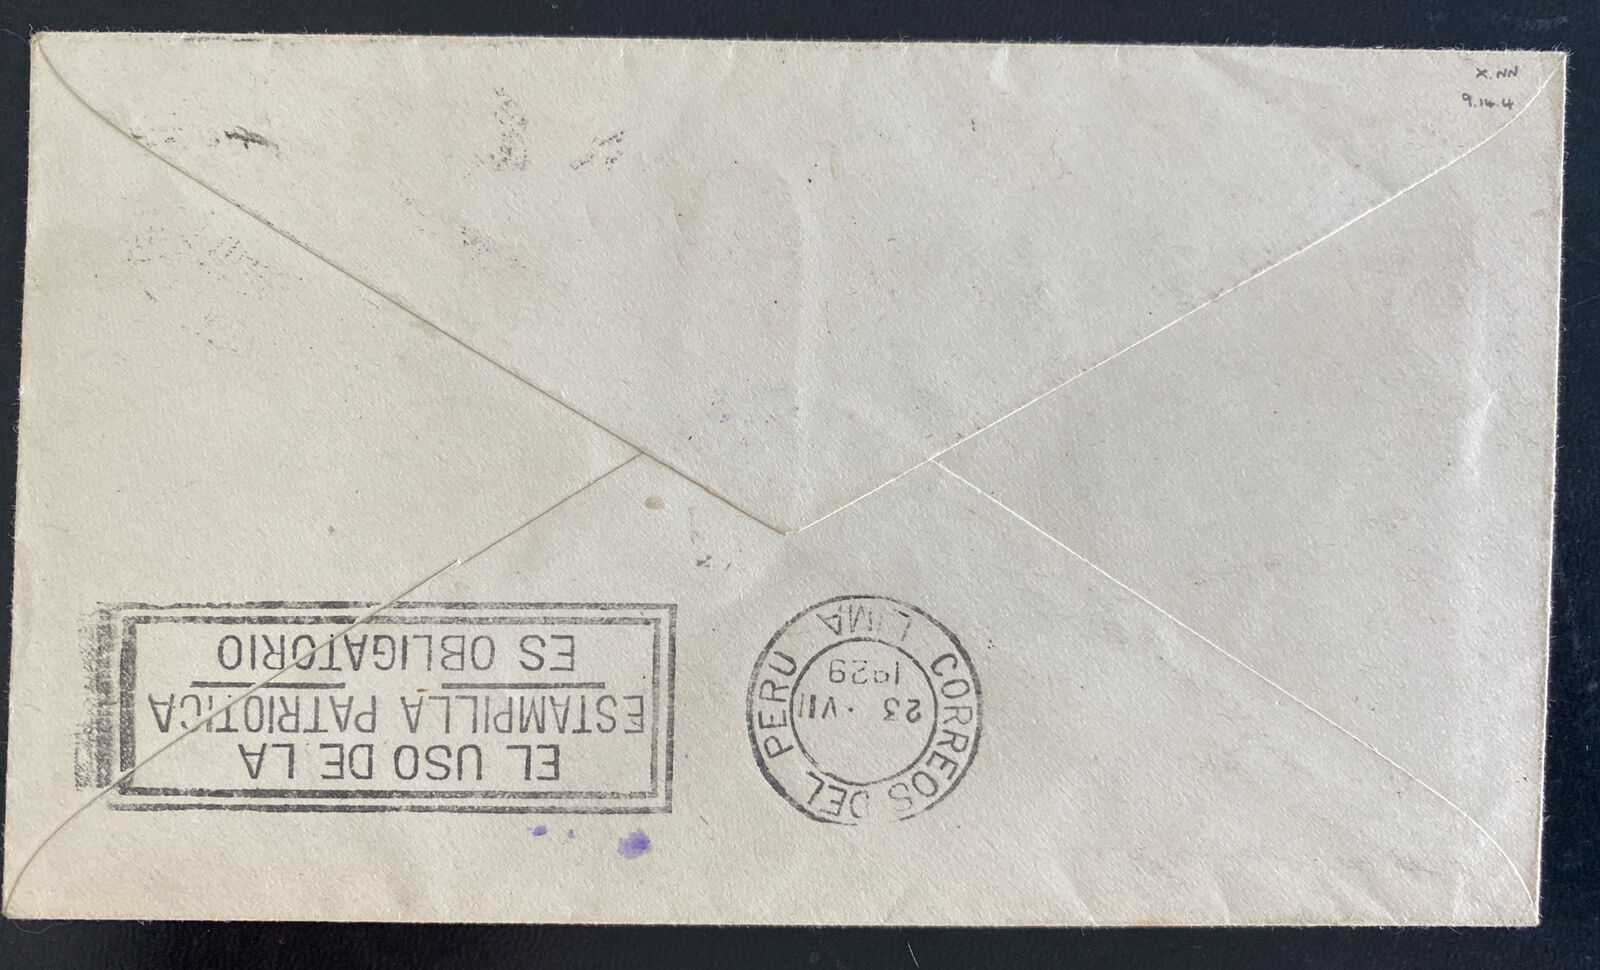 X.NN
9.14.4
CORREOS DEL PERU
LIMA
23 · VII
1929
EL USO DE LA
ESTAMPILLA PATRIOTICA
ES OBLIGATORIO